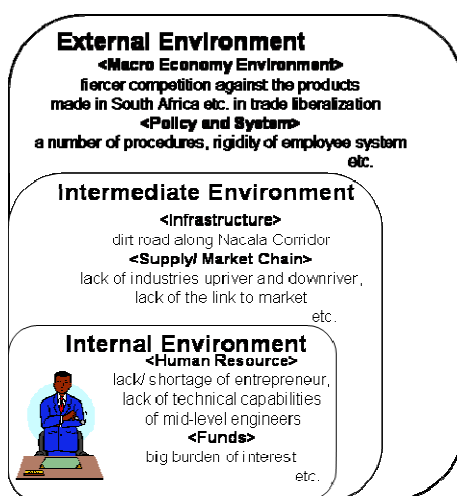 External Environment
<Macro Economy Environment>
fiercer competition against the products
made in South Africa etc. in trade liberalization
<Policy and System>
a number of procedures, rigidity of employee system
etc.
Intermediate Environment
<Infrastructure>
dirt road along Nacala Corridor
<Supply/ Market Chain>
lack of industries upriver and downriver,
lack of the link to market
etc.
Internal Environment
<Human Resource>
lack/ shortage of entrepreneur,
lack of technical capabilities
of mid-level engineers
<Funds>
big burden of interest
etc.